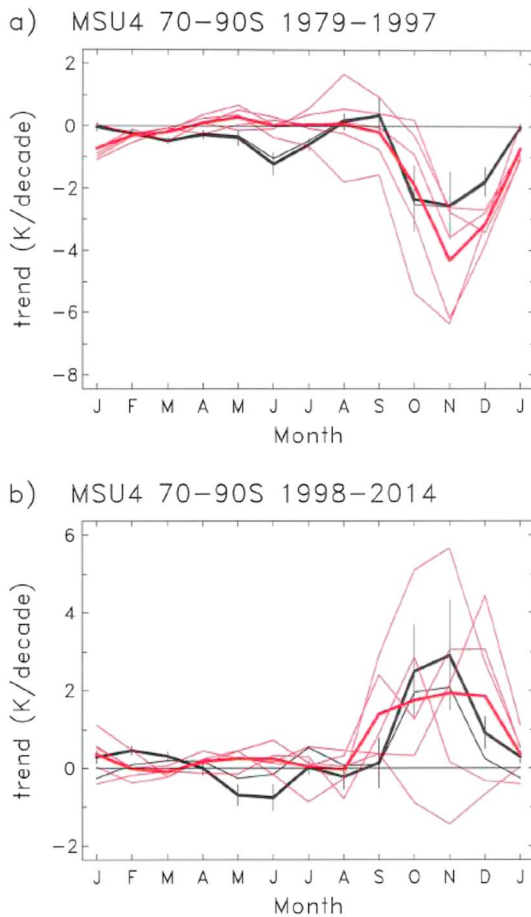 a) MSU4 70-90S 1979-1997
2
0
-2
-4
-6
-8
trend (K/decade)
J F M A M J J A S O N D J
Month
b) MSU4 70-90S 1998-2014
6
4
2
0
-2
trend (K/decade)
J F M A M J J A S O N D J
Month